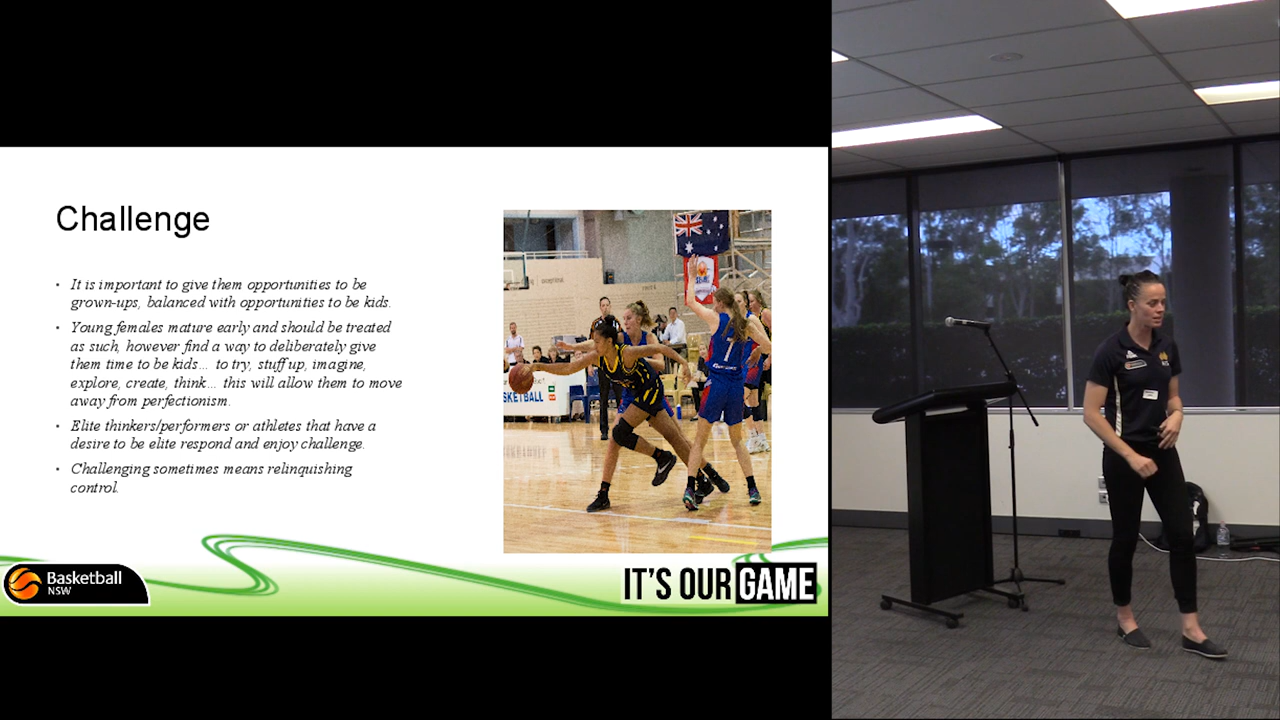 Challenge
• It is important to give them opportunities to be
grown-ups, balanced with opportunities to be kids.
• Young females mature early and should be treated
as such, however find a way to deliberately give
them time to be kids... to try, stuff up, imagine,
explore, create, think... this will allow them to move
away from perfectionism.
• Elite thinkers/performers or athletes that have a
desire to be elite respond and enjoy challenge.
• Challenging sometimes means relinquishing
control.
SKETBALL
1
Basketball
NSW
IT'S OUR GAME